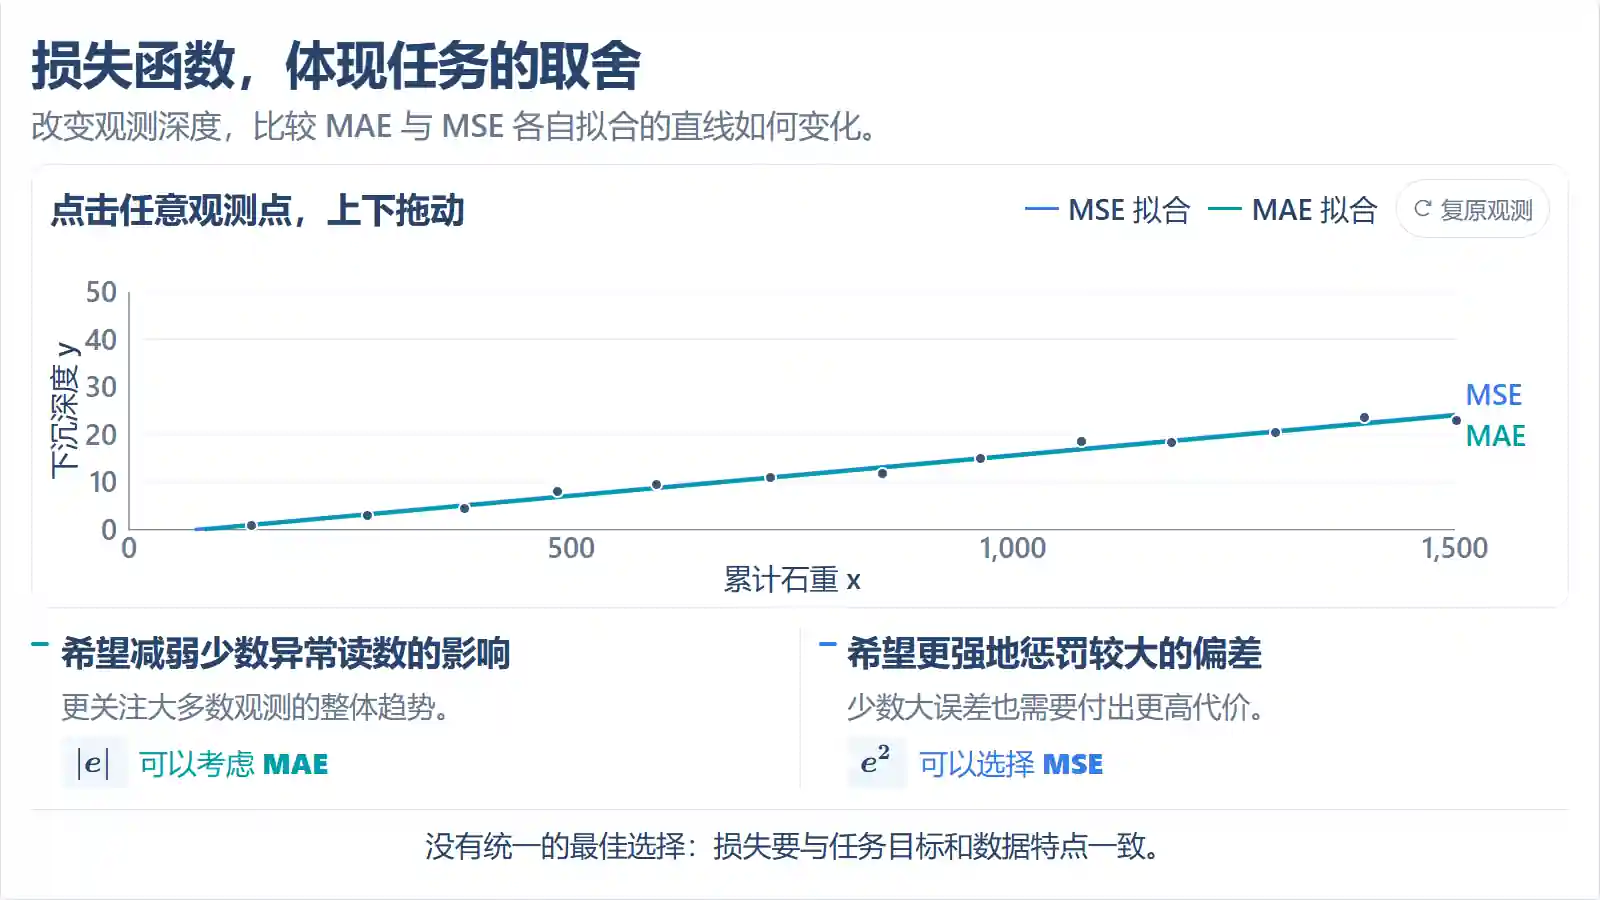 损失函数，体现任务的取舍
改变观测深度，比较 MAE 与 MSE 各自拟合的直线如何变化。
点击任意观测点，上下拖动
MSE 拟合
MAE 拟合
复原观测
50
40
30
20
10
0
下沉深度 y
MSE
MAE
0
500
1,000
1,500
累计石重 x
希望减弱少数异常读数的影响
更关注大多数观测的整体趋势。
|e| 可以考虑 MAE
希望更强地惩罚较大的偏差
少数大误差也需要付出更高代价。
e² 可以选择 MSE
没有统一的最佳选择：损失要与任务目标和数据特点一致。